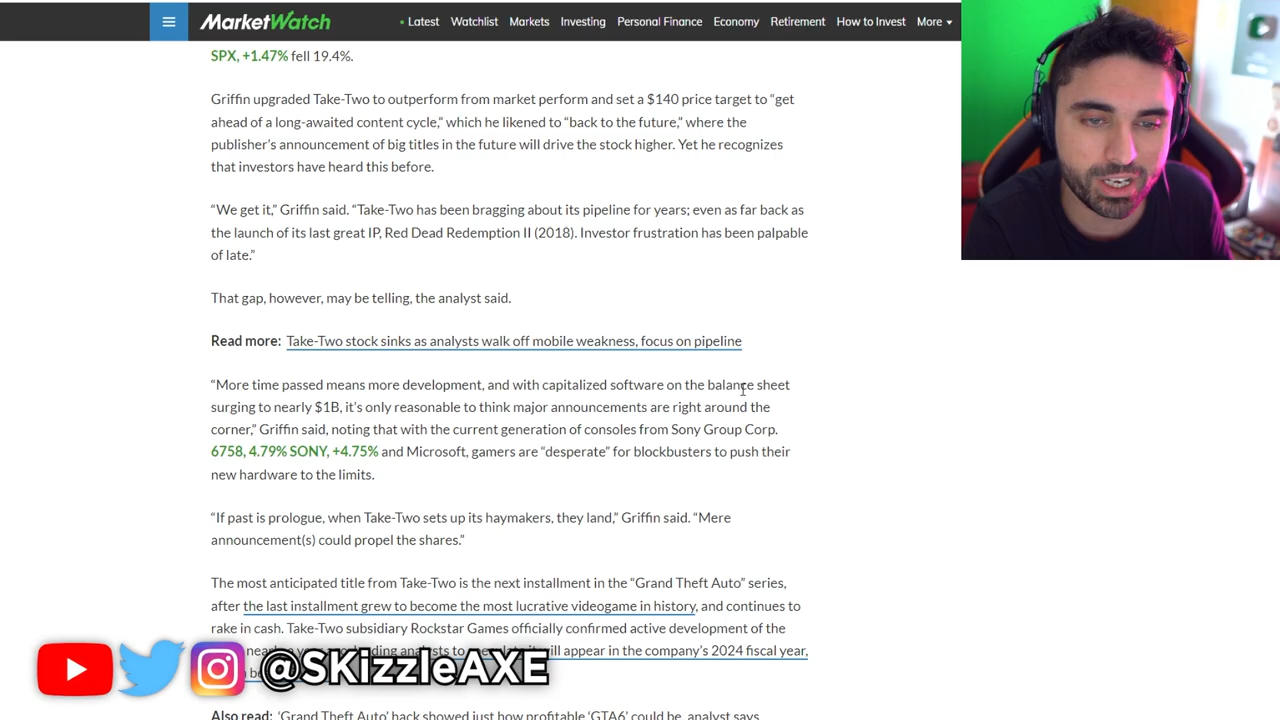 MarketWatch
Latest Watchlist Markets Investing Personal Finance Economy Retirement How to Invest More
SPX, +1.47% fell 19.4%.
Griffin upgraded Take-Two to outperform from market perform and set a $140 price target to “get
ahead of a long-awaited content cycle,” which he likened to “back to the future,” where the
publisher’s announcement of big titles in the future will drive the stock higher. Yet he recognizes
that investors have heard this before.
“We get it,” Griffin said. “Take-Two has been bragging about its pipeline for years; even as far back as
the launch of its last great IP, Red Dead Redemption II (2018). Investor frustration has been palpable
of late.”
That gap, however, may be telling, the analyst said.
Read more: Take-Two stock sinks as analysts walk off mobile weakness, focus on pipeline
“More time passed means more development, and with capitalized software on the balance sheet
surging to nearly $1B, it’s only reasonable to think major announcements are right around the
corner,” Griffin said, noting that with the current generation of consoles from Sony Group Corp.
6758, 4.79% SONY, +4.75% and Microsoft, gamers are “desperate” for blockbusters to push their
new hardware to the limits.
“If past is prologue, when Take-Two sets up its haymakers, they land,” Griffin said. “Mere
announcement(s) could propel the shares.”
The most anticipated title from Take-Two is the next installment in the “Grand Theft Auto” series,
after the last installment grew to become the most lucrative videogame in history, and continues to
rake in cash. Take-Two subsidiary Rockstar Games officially confirmed active development of the
will appear in the company’s 2024 fiscal year,
@SKizzleAXE
Also read: ‘Grand Theft Auto’ hack showed just how profitable ‘GTA6’ could be, analyst says